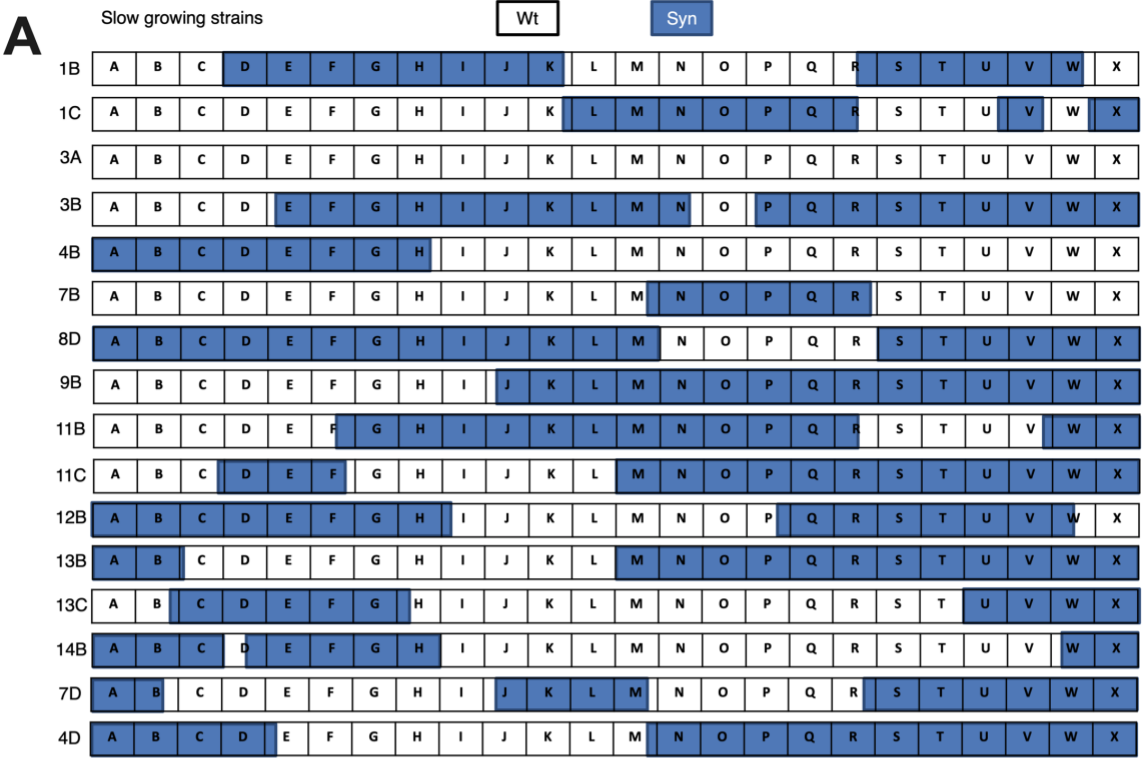 A
Slow growing strains Wt Syn
1B A B C D E F G H I J K L M N O P Q R S T U V W X
1C A B C D E F G H I J K L M N O P Q R S T U V W X
3A A B C D E F G H I J K L M N O P Q R S T U V W X
3B A B C D E F G H I J K L M N O P Q R S T U V W X
4B A B C D E F G H I J K L M N O P Q R S T U V W X
7B A B C D E F G H I J K L M N O P Q R S T U V W X
8D A B C D E F G H I J K L M N O P Q R S T U V W X
9B A B C D E F G H I J K L M N O P Q R S T U V W X
11B A B C D E F G H I J K L M N O P Q R S T U V W X
11C A B C D E F G H I J K L M N O P Q R S T U V W X
12B A B C D E F G H I J K L M N O P Q R S T U V W X
13B A B C D E F G H I J K L M N O P Q R S T U V W X
13C A B C D E F G H I J K L M N O P Q R S T U V W X
14B A B C D E F G H I J K L M N O P Q R S T U V W X
7D A B C D E F G H I J K L M N O P Q R S T U V W X
4D A B C D E F G H I J K L M N O P Q R S T U V W X